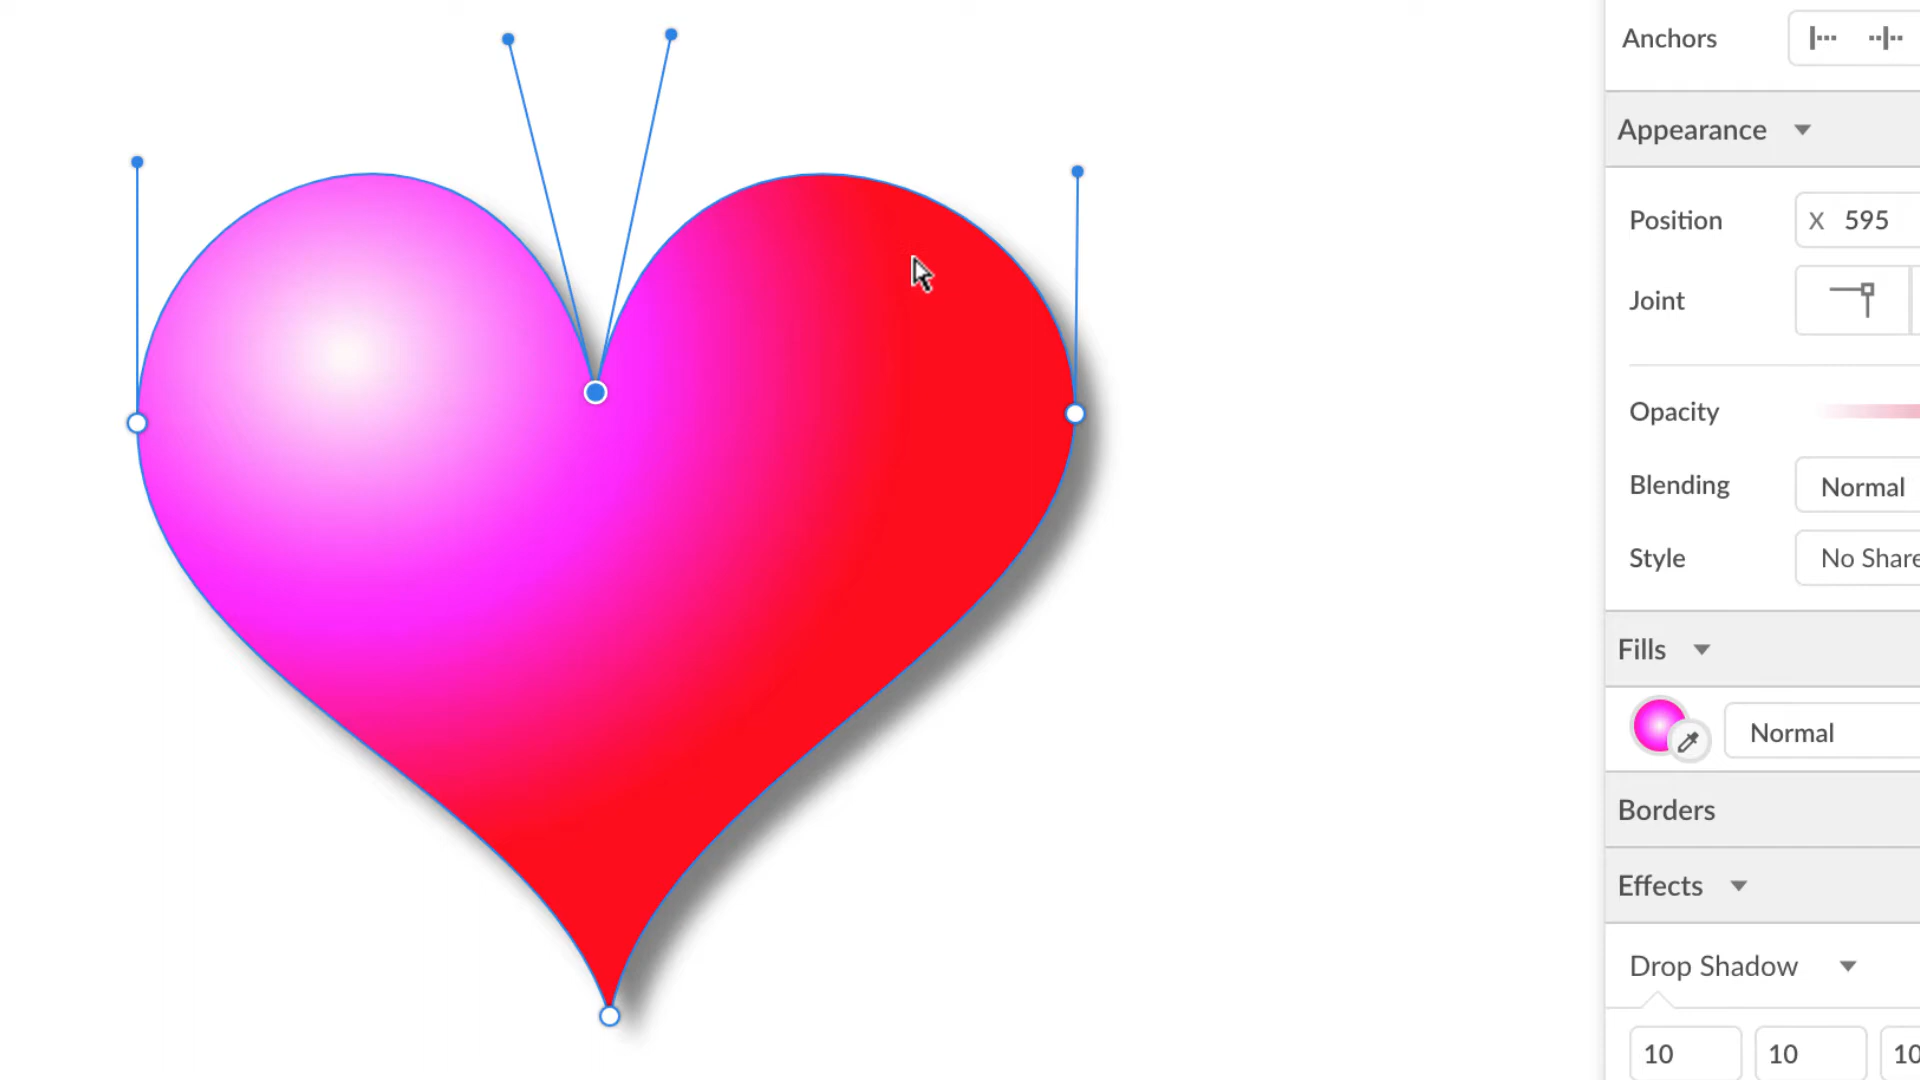 Anchors
Appearance
Position X 595
Joint
Opacity
Blending Normal
Style No Share
Fills
Normal
Borders
Effects
Drop Shadow
10 10 10